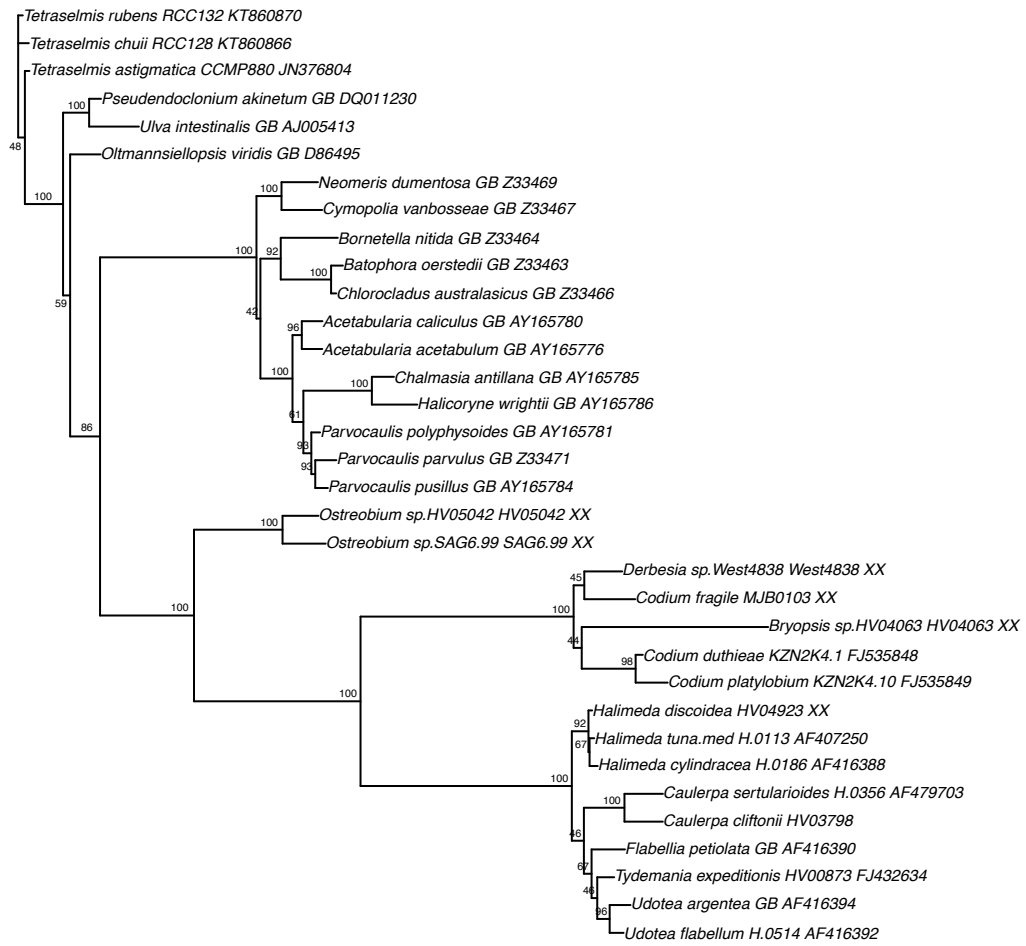 Tetraselmis rubens RCC132 KT860870
Tetraselmis chuii RCC128 KT860866
Tetraselmis astigmatica CCMP880 JN376804
100
Pseudendoclonium akinetum GB DQ011230
Ulva intestinalis GB AJ005413
48
Oltmannsiellopsis viridis GB D86495
100
Neomeris dumentosa GB Z33469
100
Cymopolia vanbosseae GB Z33467
Bornetella nitida GB Z33464
100
92
Batophora oerstedii GB Z33463
100
Chlorocladus australasicus GB Z33466
59
42
Acetabularia caliculus GB AY165780
96
Acetabularia acetabulum GB AY165776
100
Chalmasia antillana GB AY165785
100
Halicoryne wrightii GB AY165786
61
86
Parvocaulis polyphysoides GB AY165781
93
Parvocaulis parvulus GB Z33471
93
Parvocaulis pusillus GB AY165784
Ostreobium sp.HV05042 HV05042 XX
100
Ostreobium sp.SAG6.99 SAG6.99 XX
Derbesia sp.West4838 West4838 XX
45
Codium fragile MJB0103 XX
100
100
Bryopsis sp.HV04063 HV04063 XX
44
Codium duthieae KZN2K4.1 FJ535848
98
Codium platylobium KZN2K4.10 FJ535849
100
Halimeda discoidea HV04923 XX
92
Halimeda tuna.med H.0113 AF407250
67
Halimeda cylindracea H.0186 AF416388
100
Caulerpa sertularioides H.0356 AF479703
100
Caulerpa cliftonii HV03798
46
Flabellia petiolata GB AF416390
67
Tydemania expeditionis HV00873 FJ432634
46
Udotea argentea GB AF416394
96
Udotea flabellum H.0514 AF416392